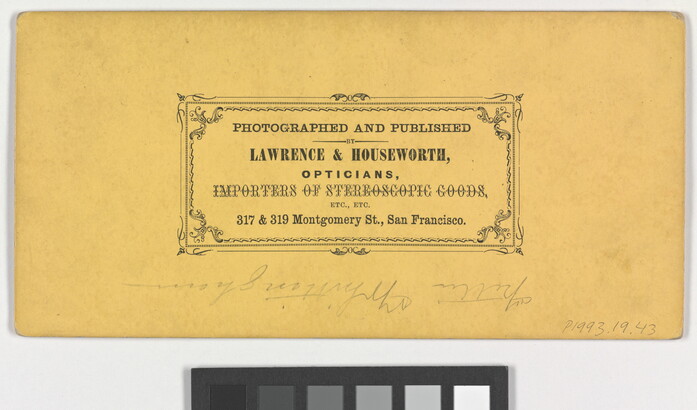 PHOTOGRAPHED AND PUBLISHED
BY
LAWRENCE & HOUSEWORTH,
OPTICIANS,
IMPORTERS OF STEREOSCOPIC GOODS,
ETC., ETC.
317 & 319 Montgomery St., San Francisco.
Whittingham
P1993.19.43